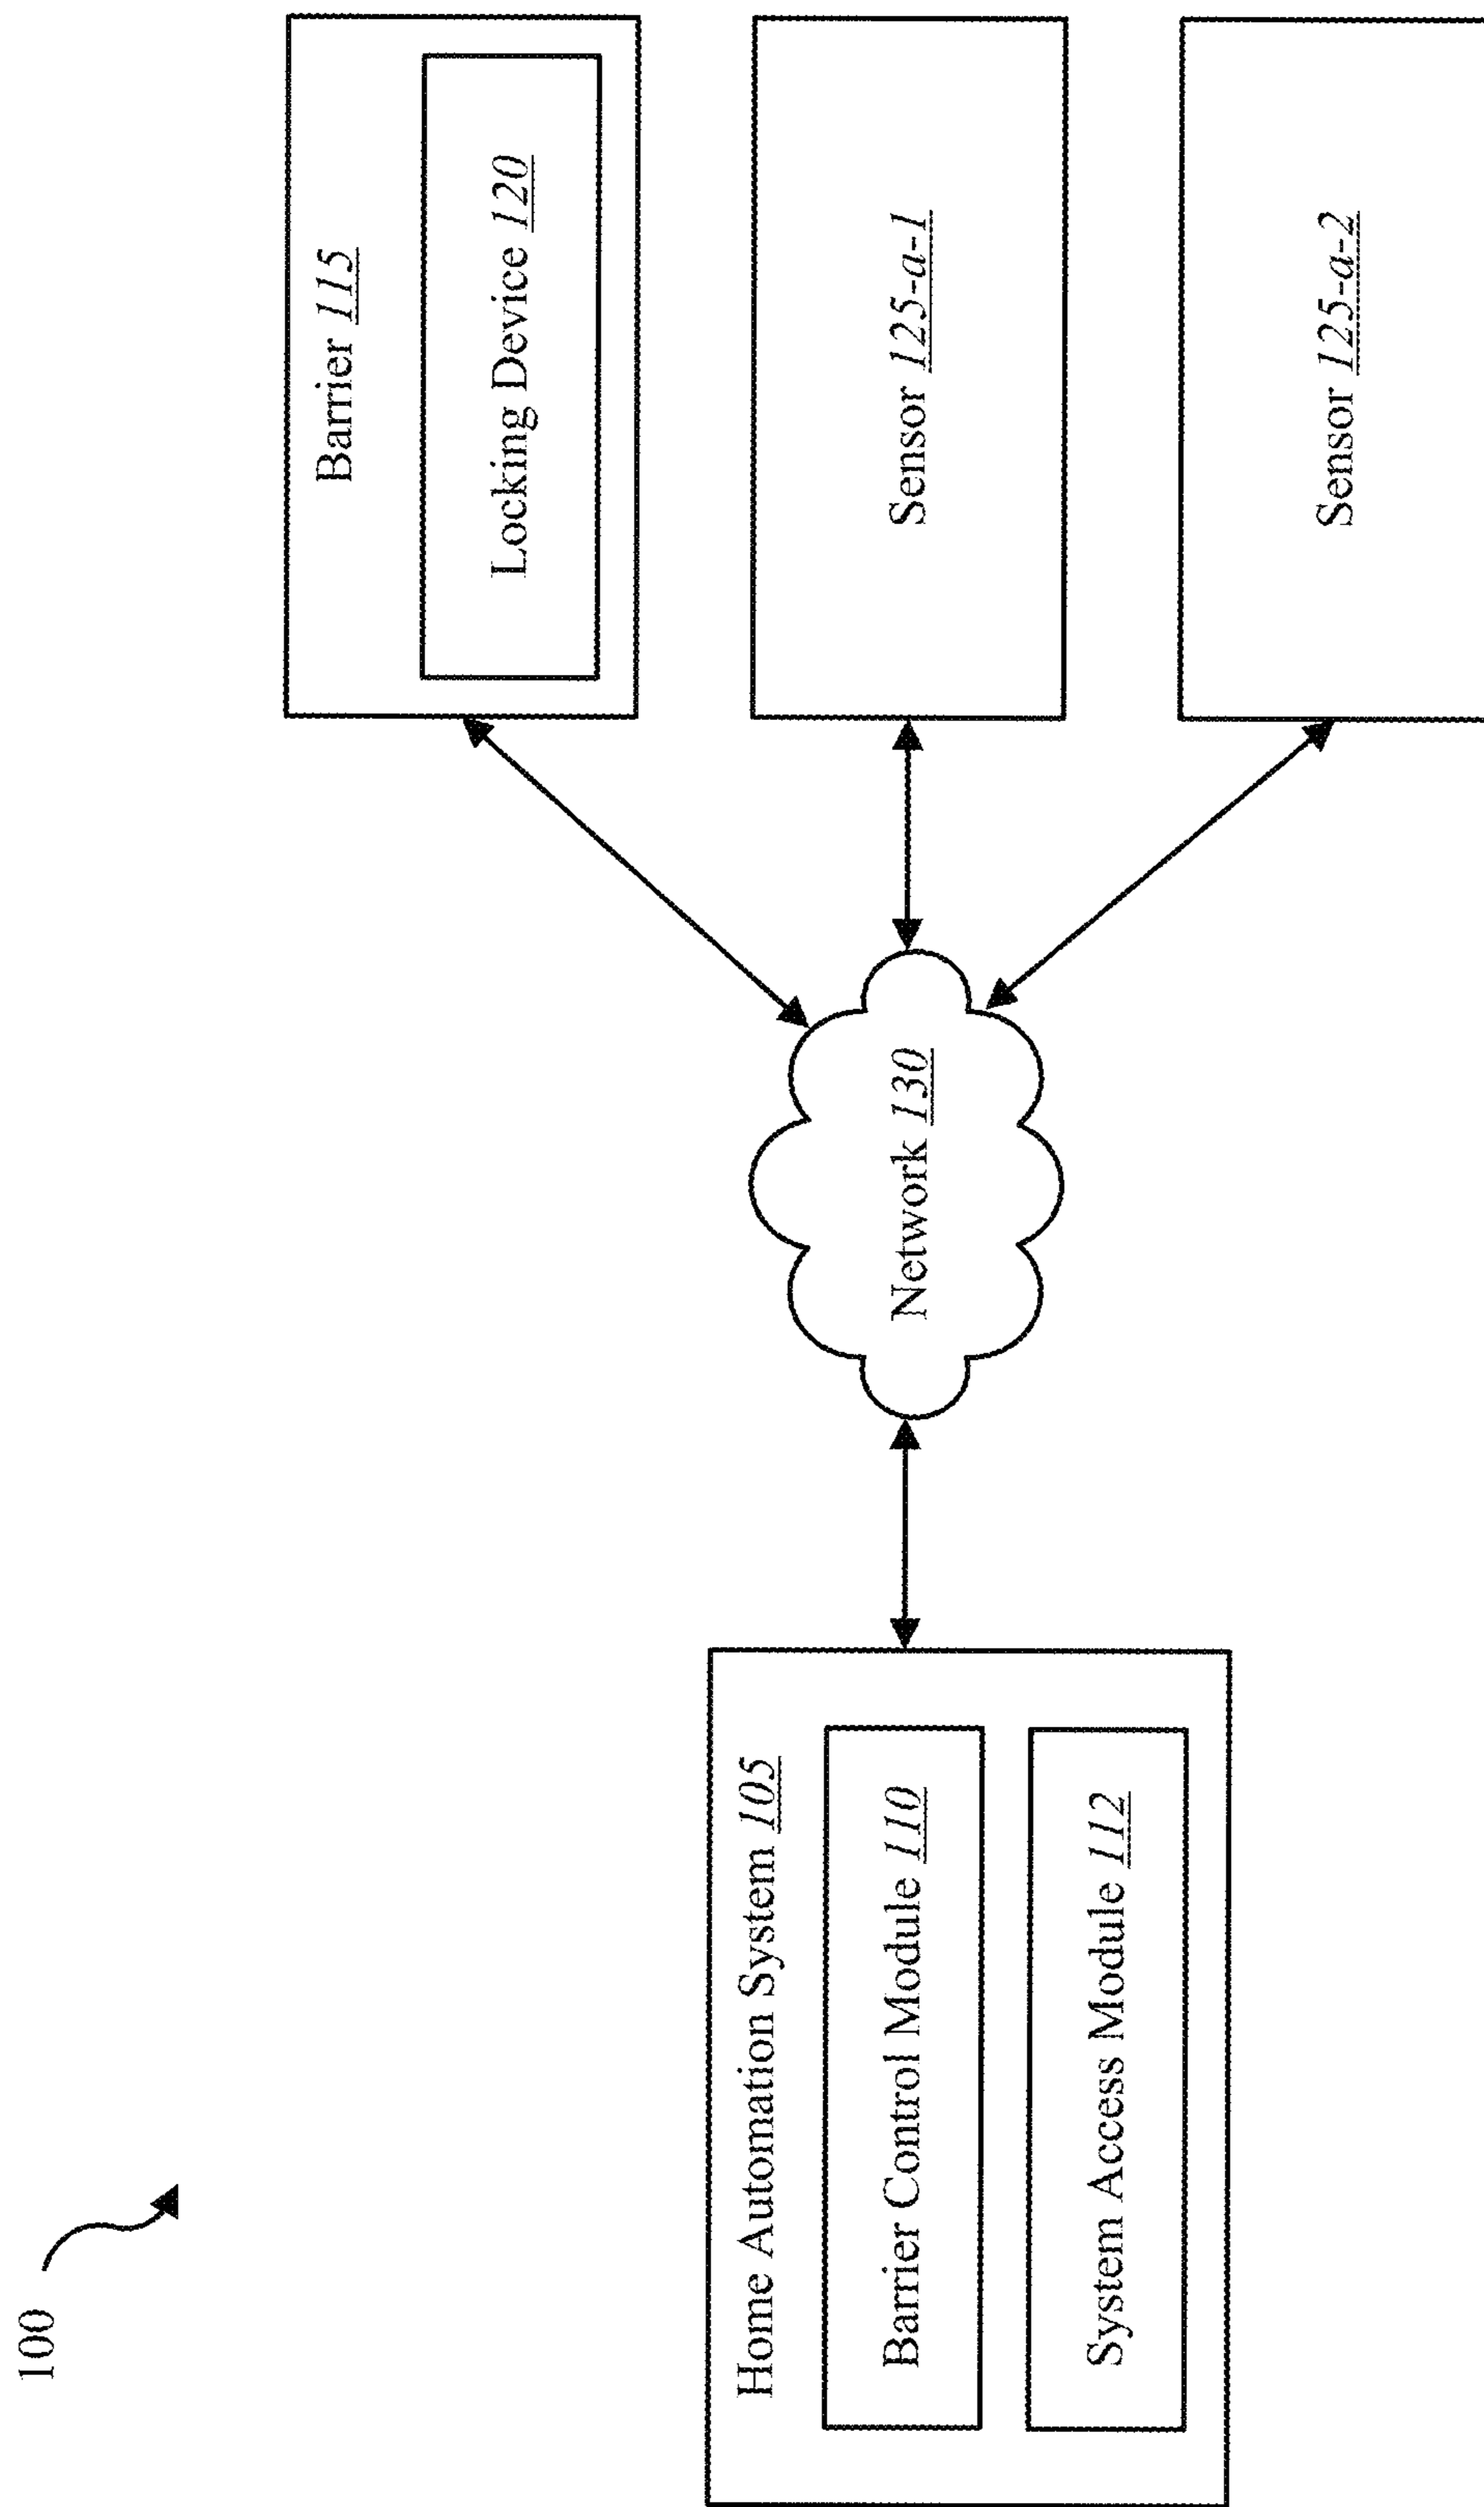 100
Home Automation System 105
Barrier Control Module 110
System Access Module 112
Network 130
Barrier 115
Locking Device 120
Sensor 125-a-1
Sensor 125-a-2